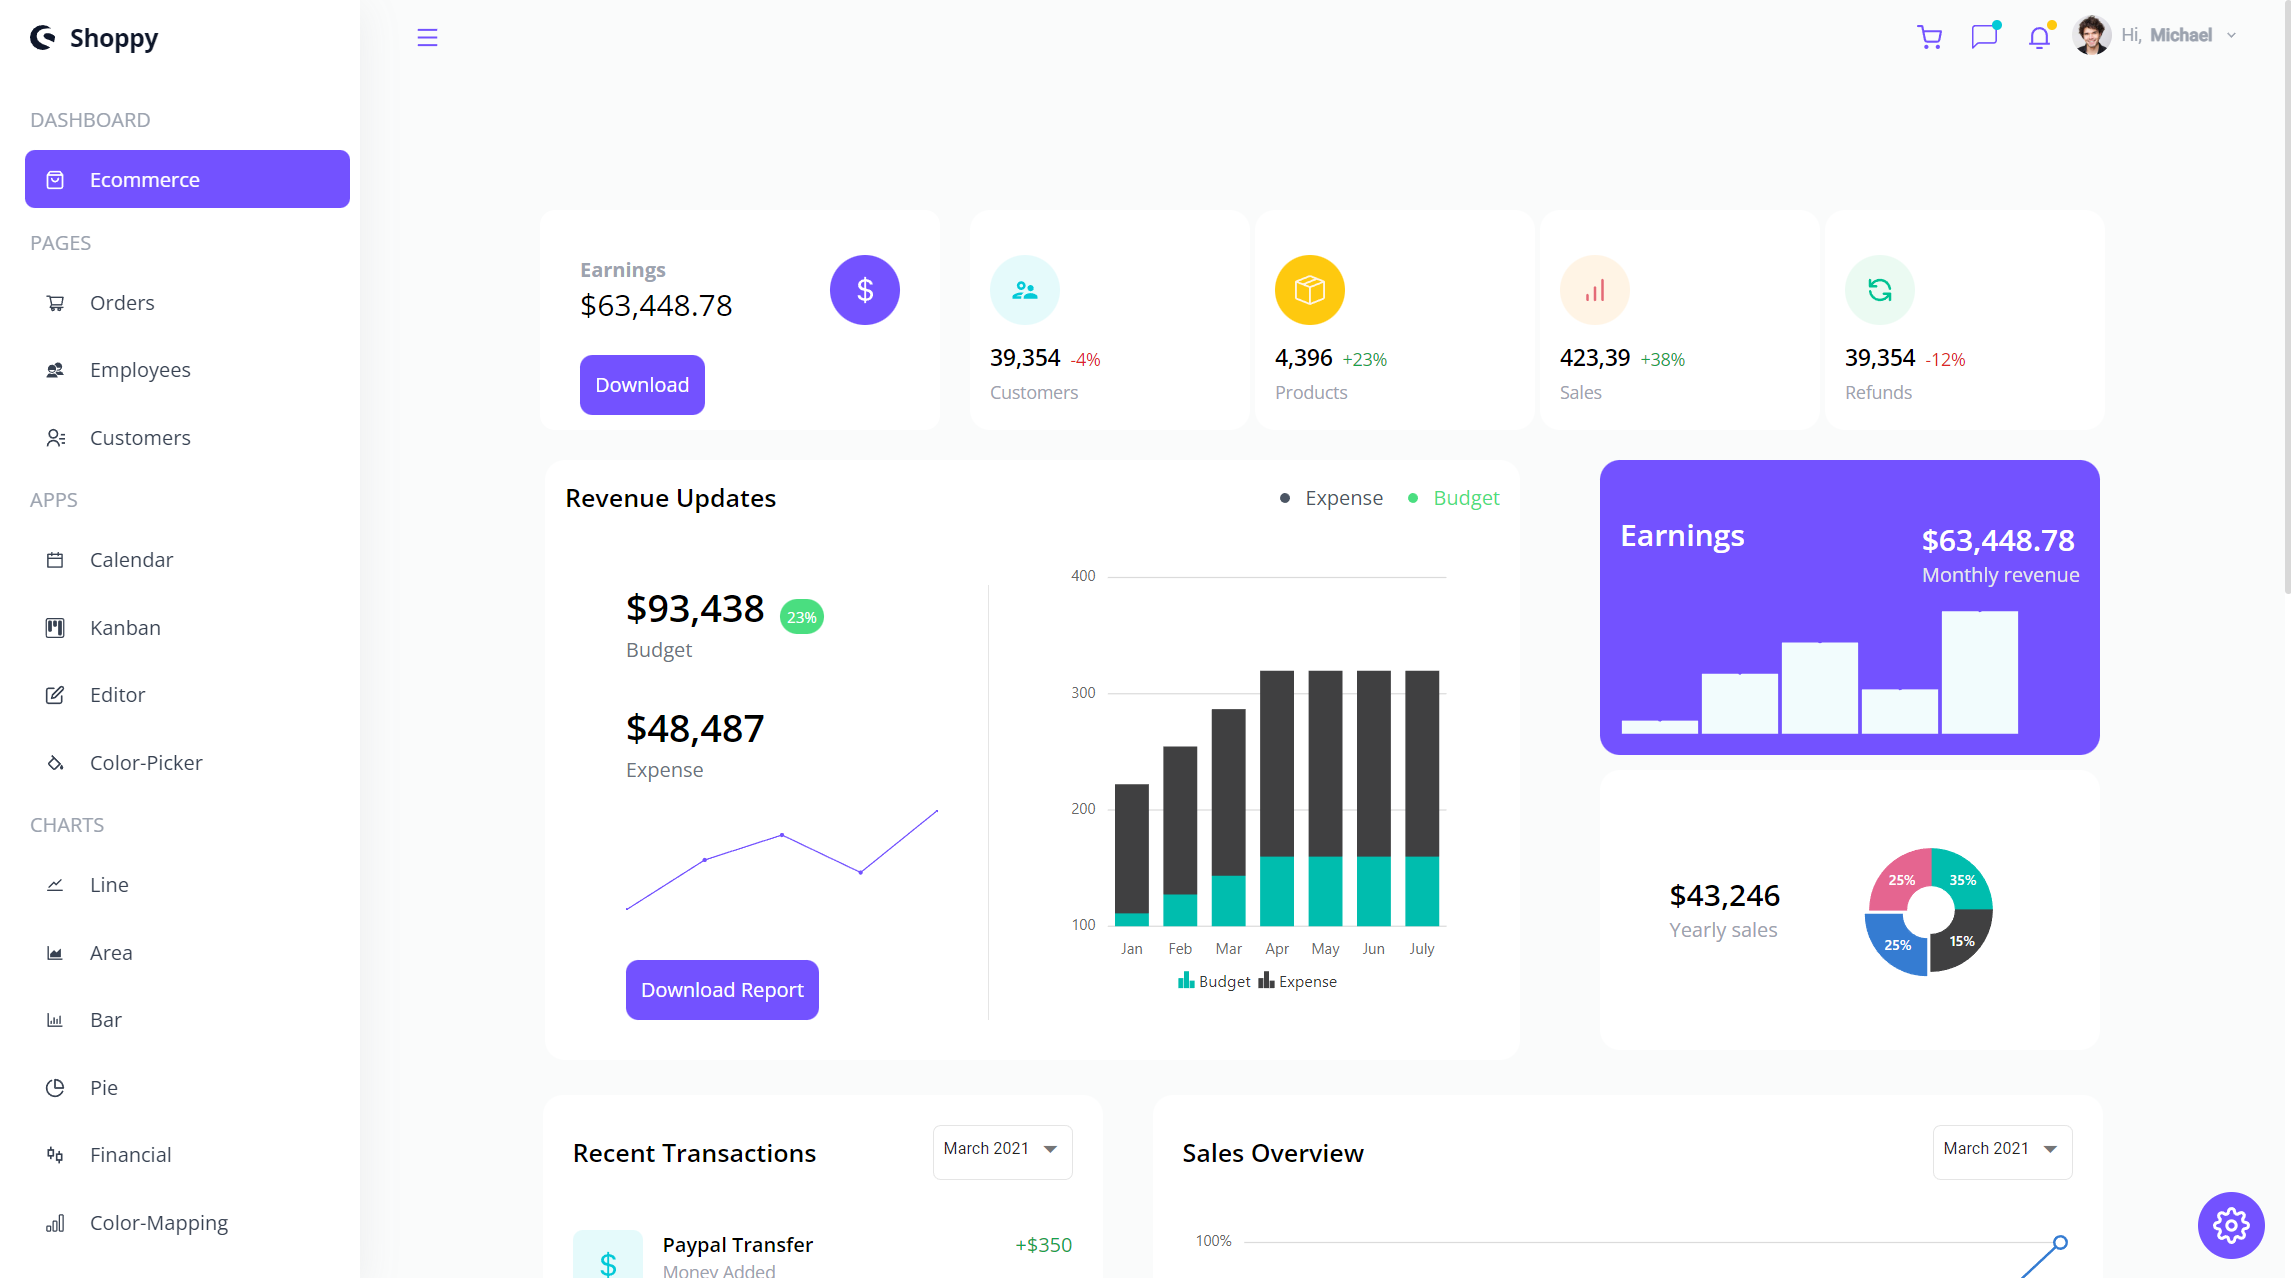 Shoppy
Hi, Michael
DASHBOARD
Ecommerce
PAGES
Orders
Employees
Customers
APPS
Calendar
Kanban
Editor
Color-Picker
CHARTS
Line
Area
Bar
Pie
Financial
Color-Mapping
Earnings
$63,448.78
$
Download
39,354 -4%
Customers
4,396 +23%
Products
423,39 +38%
Sales
39,354 -12%
Refunds
Revenue Updates
Expense Budget
$93,438 23%
Budget
$48,487
Expense
Download Report
400
300
200
100
Jan Feb Mar Apr May Jun July
Budget Expense
Earnings
$63,448.78
Monthly revenue
$43,246
Yearly sales
25% 35%
25% 15%
Recent Transactions
March 2021
$
Paypal Transfer +$350
Money Added
Sales Overview
March 2021
100%